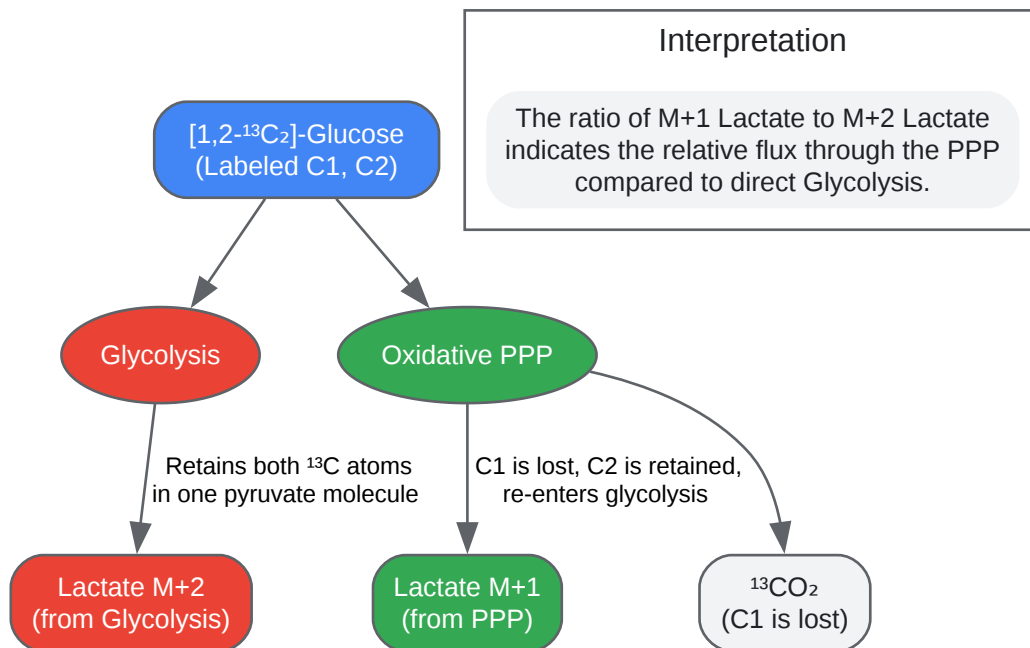 Interpretation
The ratio of M+1 Lactate to M+2 Lactate
indicates the relative flux through the PPP
compared to direct Glycolysis.
[1,2-¹³C₂]-Glucose
(Labeled C1, C2)
Glycolysis
Oxidative PPP
Retains both ¹³C atoms
in one pyruvate molecule
C1 is lost, C2 is retained,
re-enters glycolysis
Lactate M+2
(from Glycolysis)
Lactate M+1
(from PPP)
¹³CO₂
(C1 is lost)